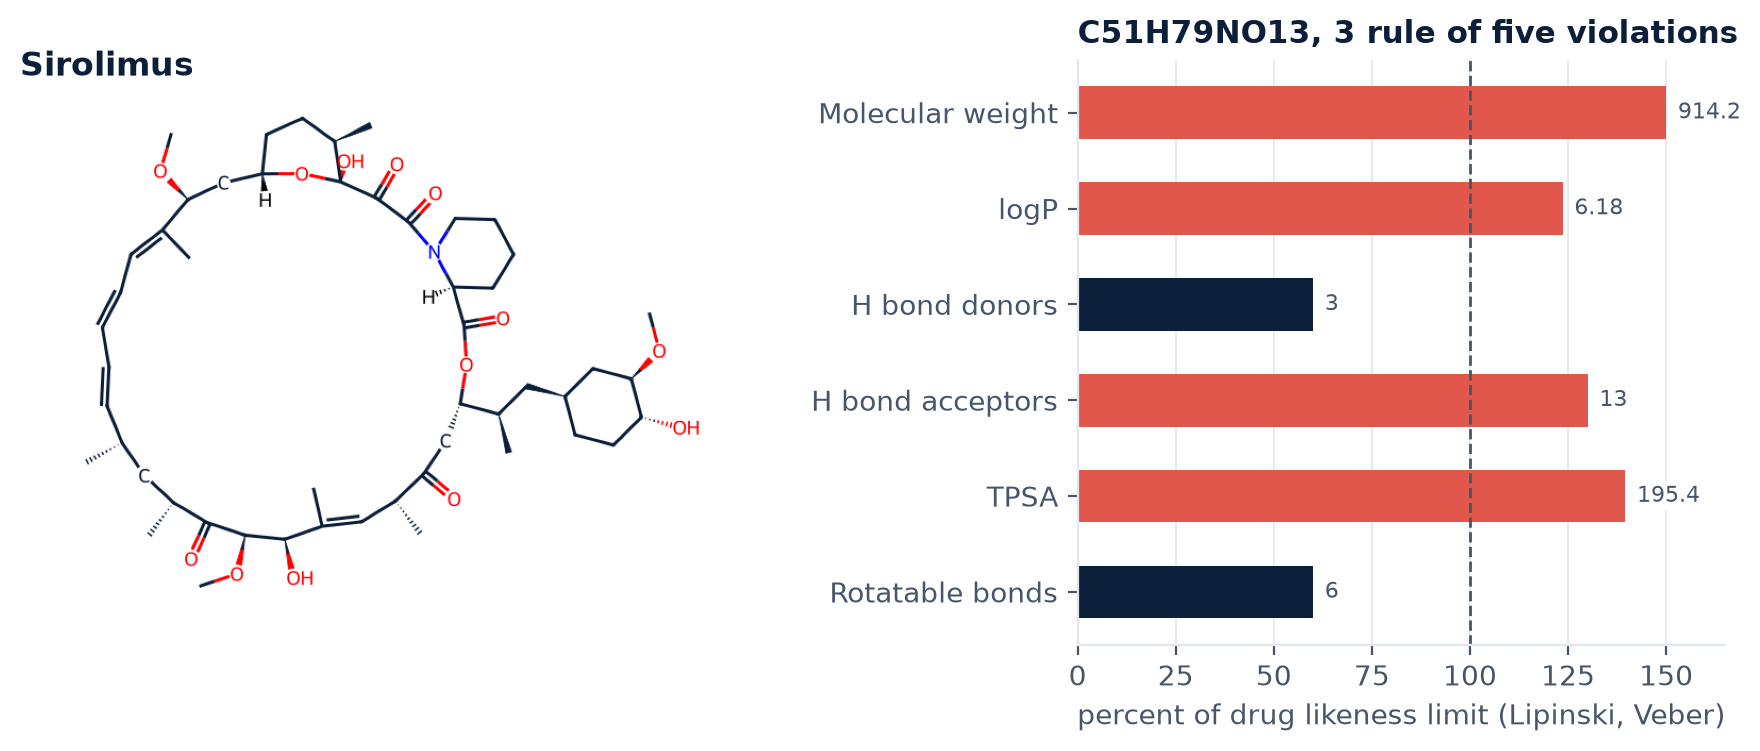 Sirolimus
O
C
H
O
OH
O
O
N
H
O
O
O
OH
C
O
C
O
O
OH
C51H79NO13, 3 rule of five violations
Molecular weight
914.2
logP
6.18
H bond donors
3
H bond acceptors
13
TPSA
195.4
Rotatable bonds
6
0 25 50 75 100 125 150
percent of drug likeness limit (Lipinski, Veber)